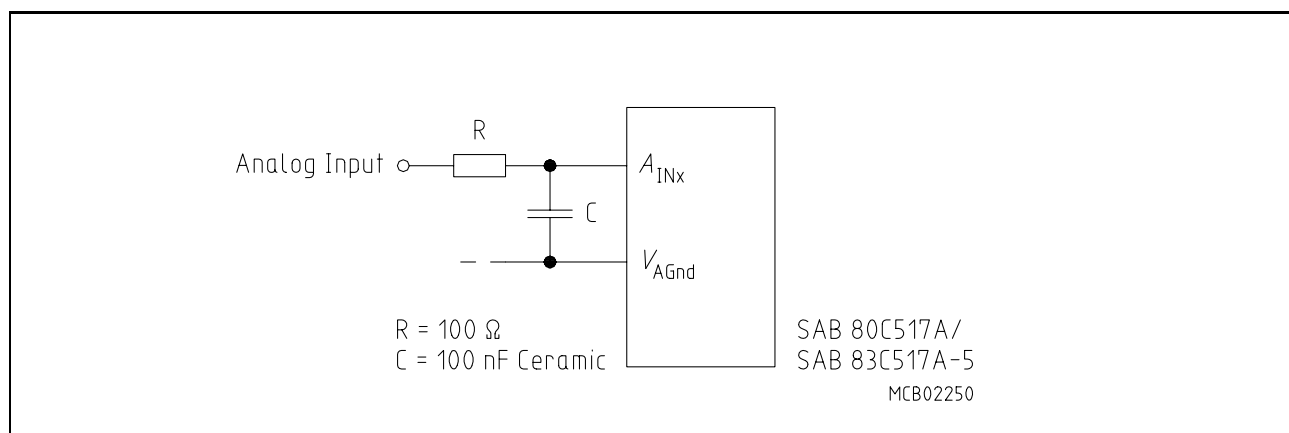 R
Analog Input
A INx
C
V AGnd
R = 100 Ω
C = 100 nF Ceramic
SAB 80C517A/
SAB 83C517A-5
MCB02250